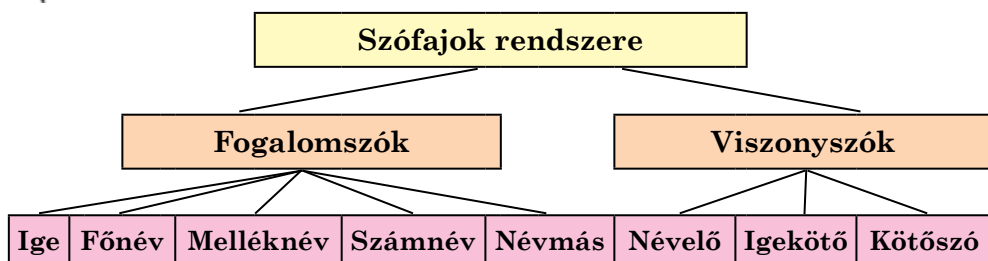 Szófajok rendszere
Fogalomszók Viszonyszók
Ige Főnév Melléknév Számnév Névmás Névelő Igekötő Kötőszó